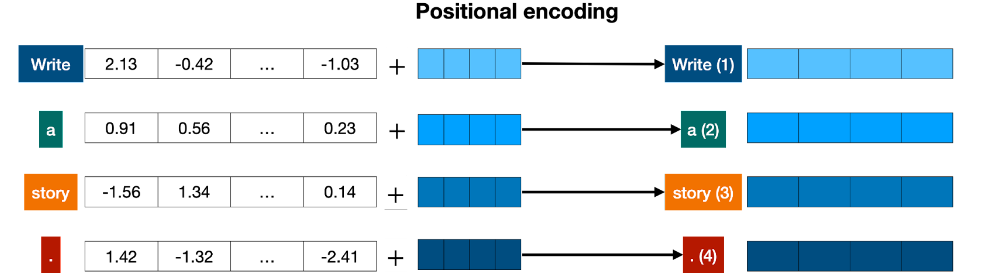 Positional encoding
Write 2.13 -0.42 ... -1.03 + Write (1)
a 0.91 0.56 ... 0.23 + a (2)
story -1.56 1.34 ... 0.14 + story (3)
. 1.42 -1.32 ... -2.41 + . (4)